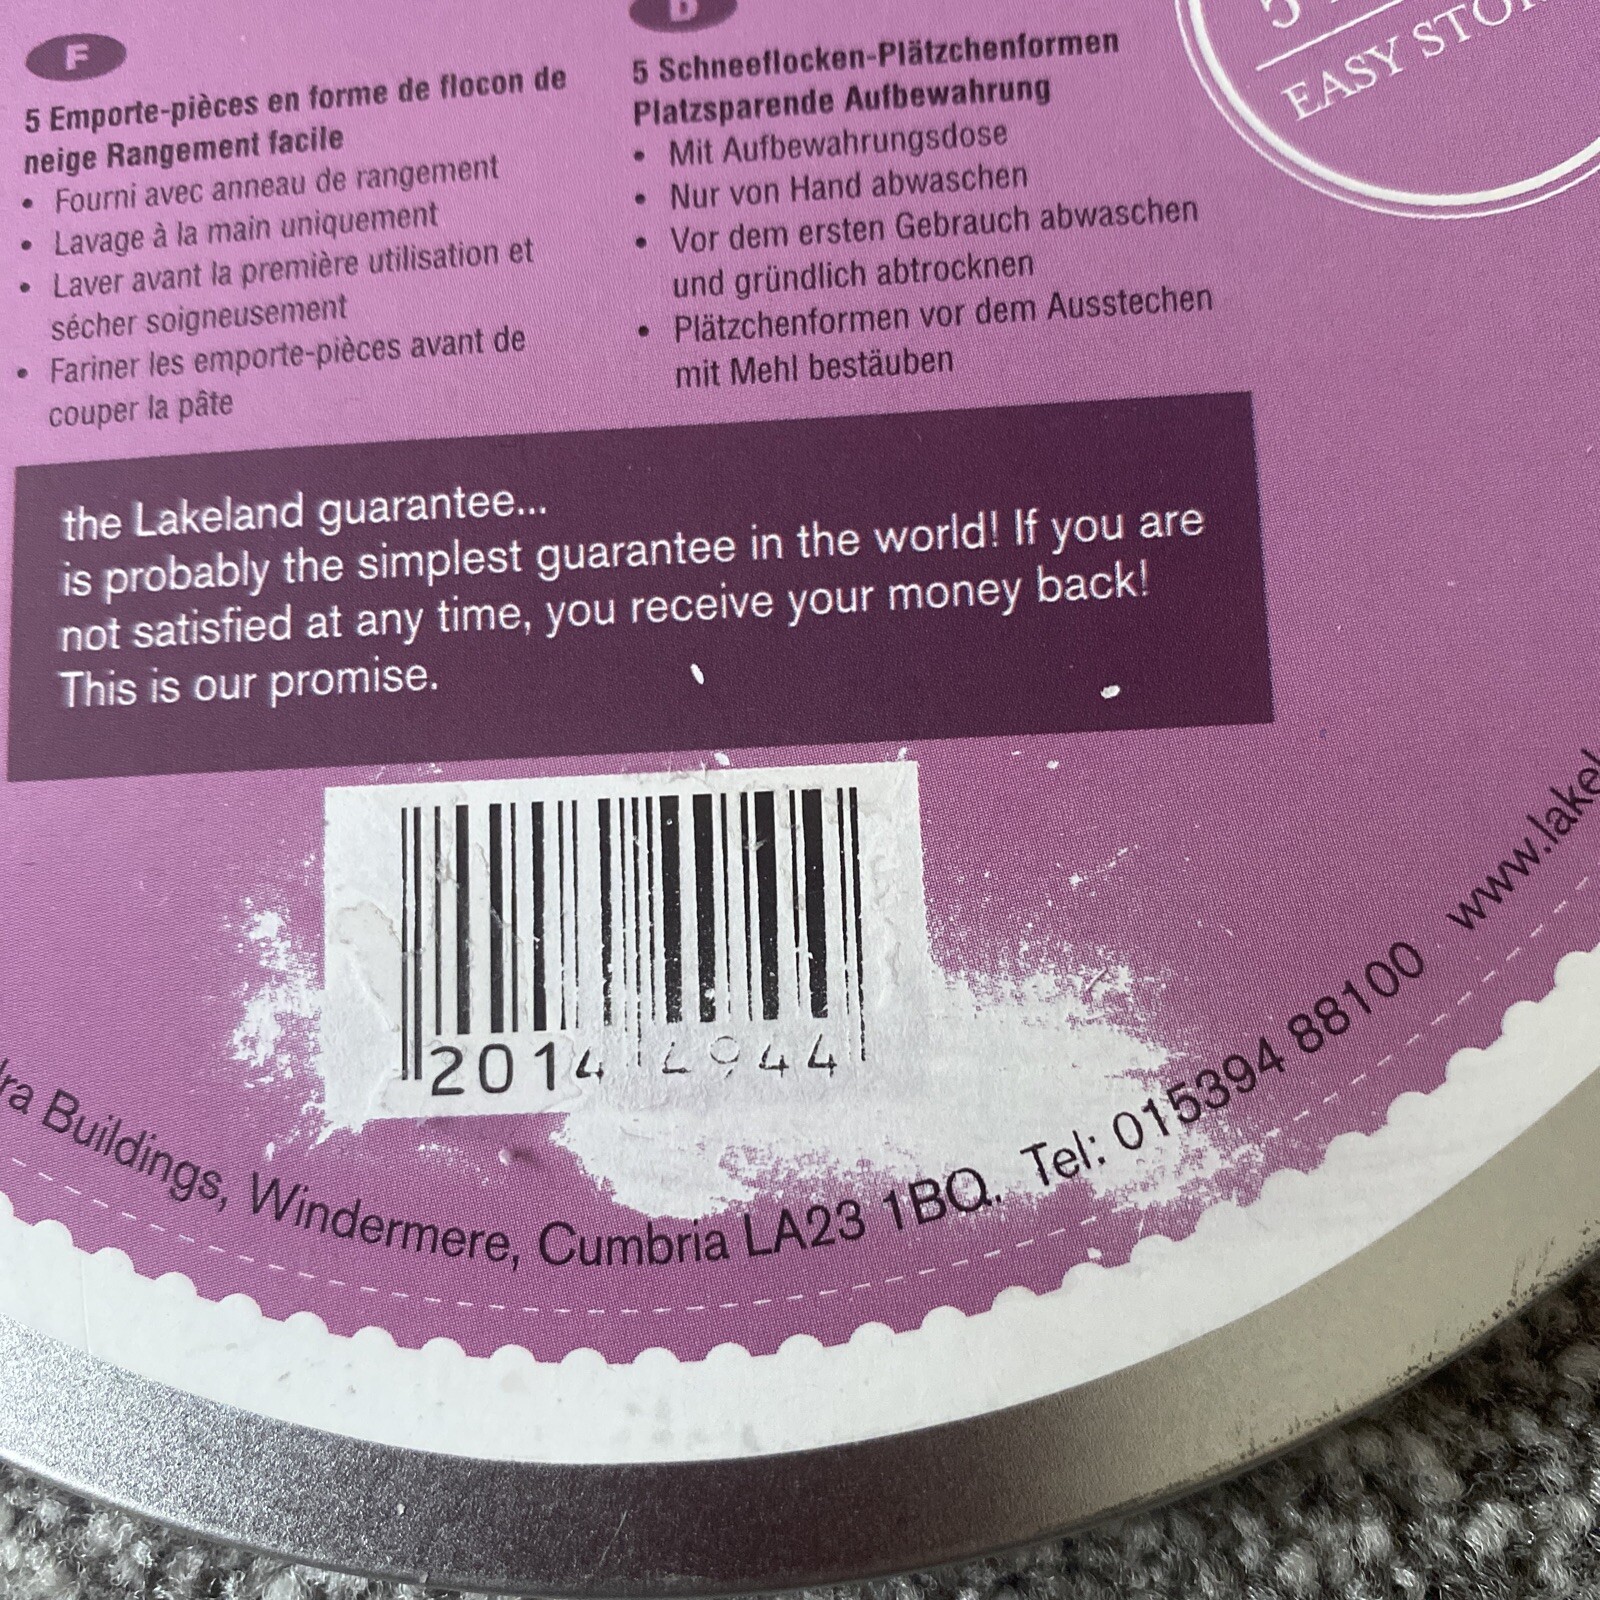 F
5 Emporte-pièces en forme de flocon de
neige Rangement facile
• Fourni avec anneau de rangement
• Lavage à la main uniquement
• Laver avant la première utilisation et
sécher soigneusement
• Fariner les emporte-pièces avant de
couper la pâte
D
5 Schneeflocken-Plätzchenformen
Platzsparende Aufbewahrung
• Mit Aufbewahrungsdose
• Nur von Hand abwaschen
• Vor dem ersten Gebrauch abwaschen
und gründlich abtrocknen
• Plätzchenformen vor dem Ausstechen
mit Mehl bestäuben
5
EASY
the Lakeland guarantee...
is probably the simplest guarantee in the world! If you are
not satisfied at any time, you receive your money back!
This is our promise.
2014 4944
Buildings, Windermere, Cumbria LA23 1BQ. Tel: 015394 88100 www.lakel